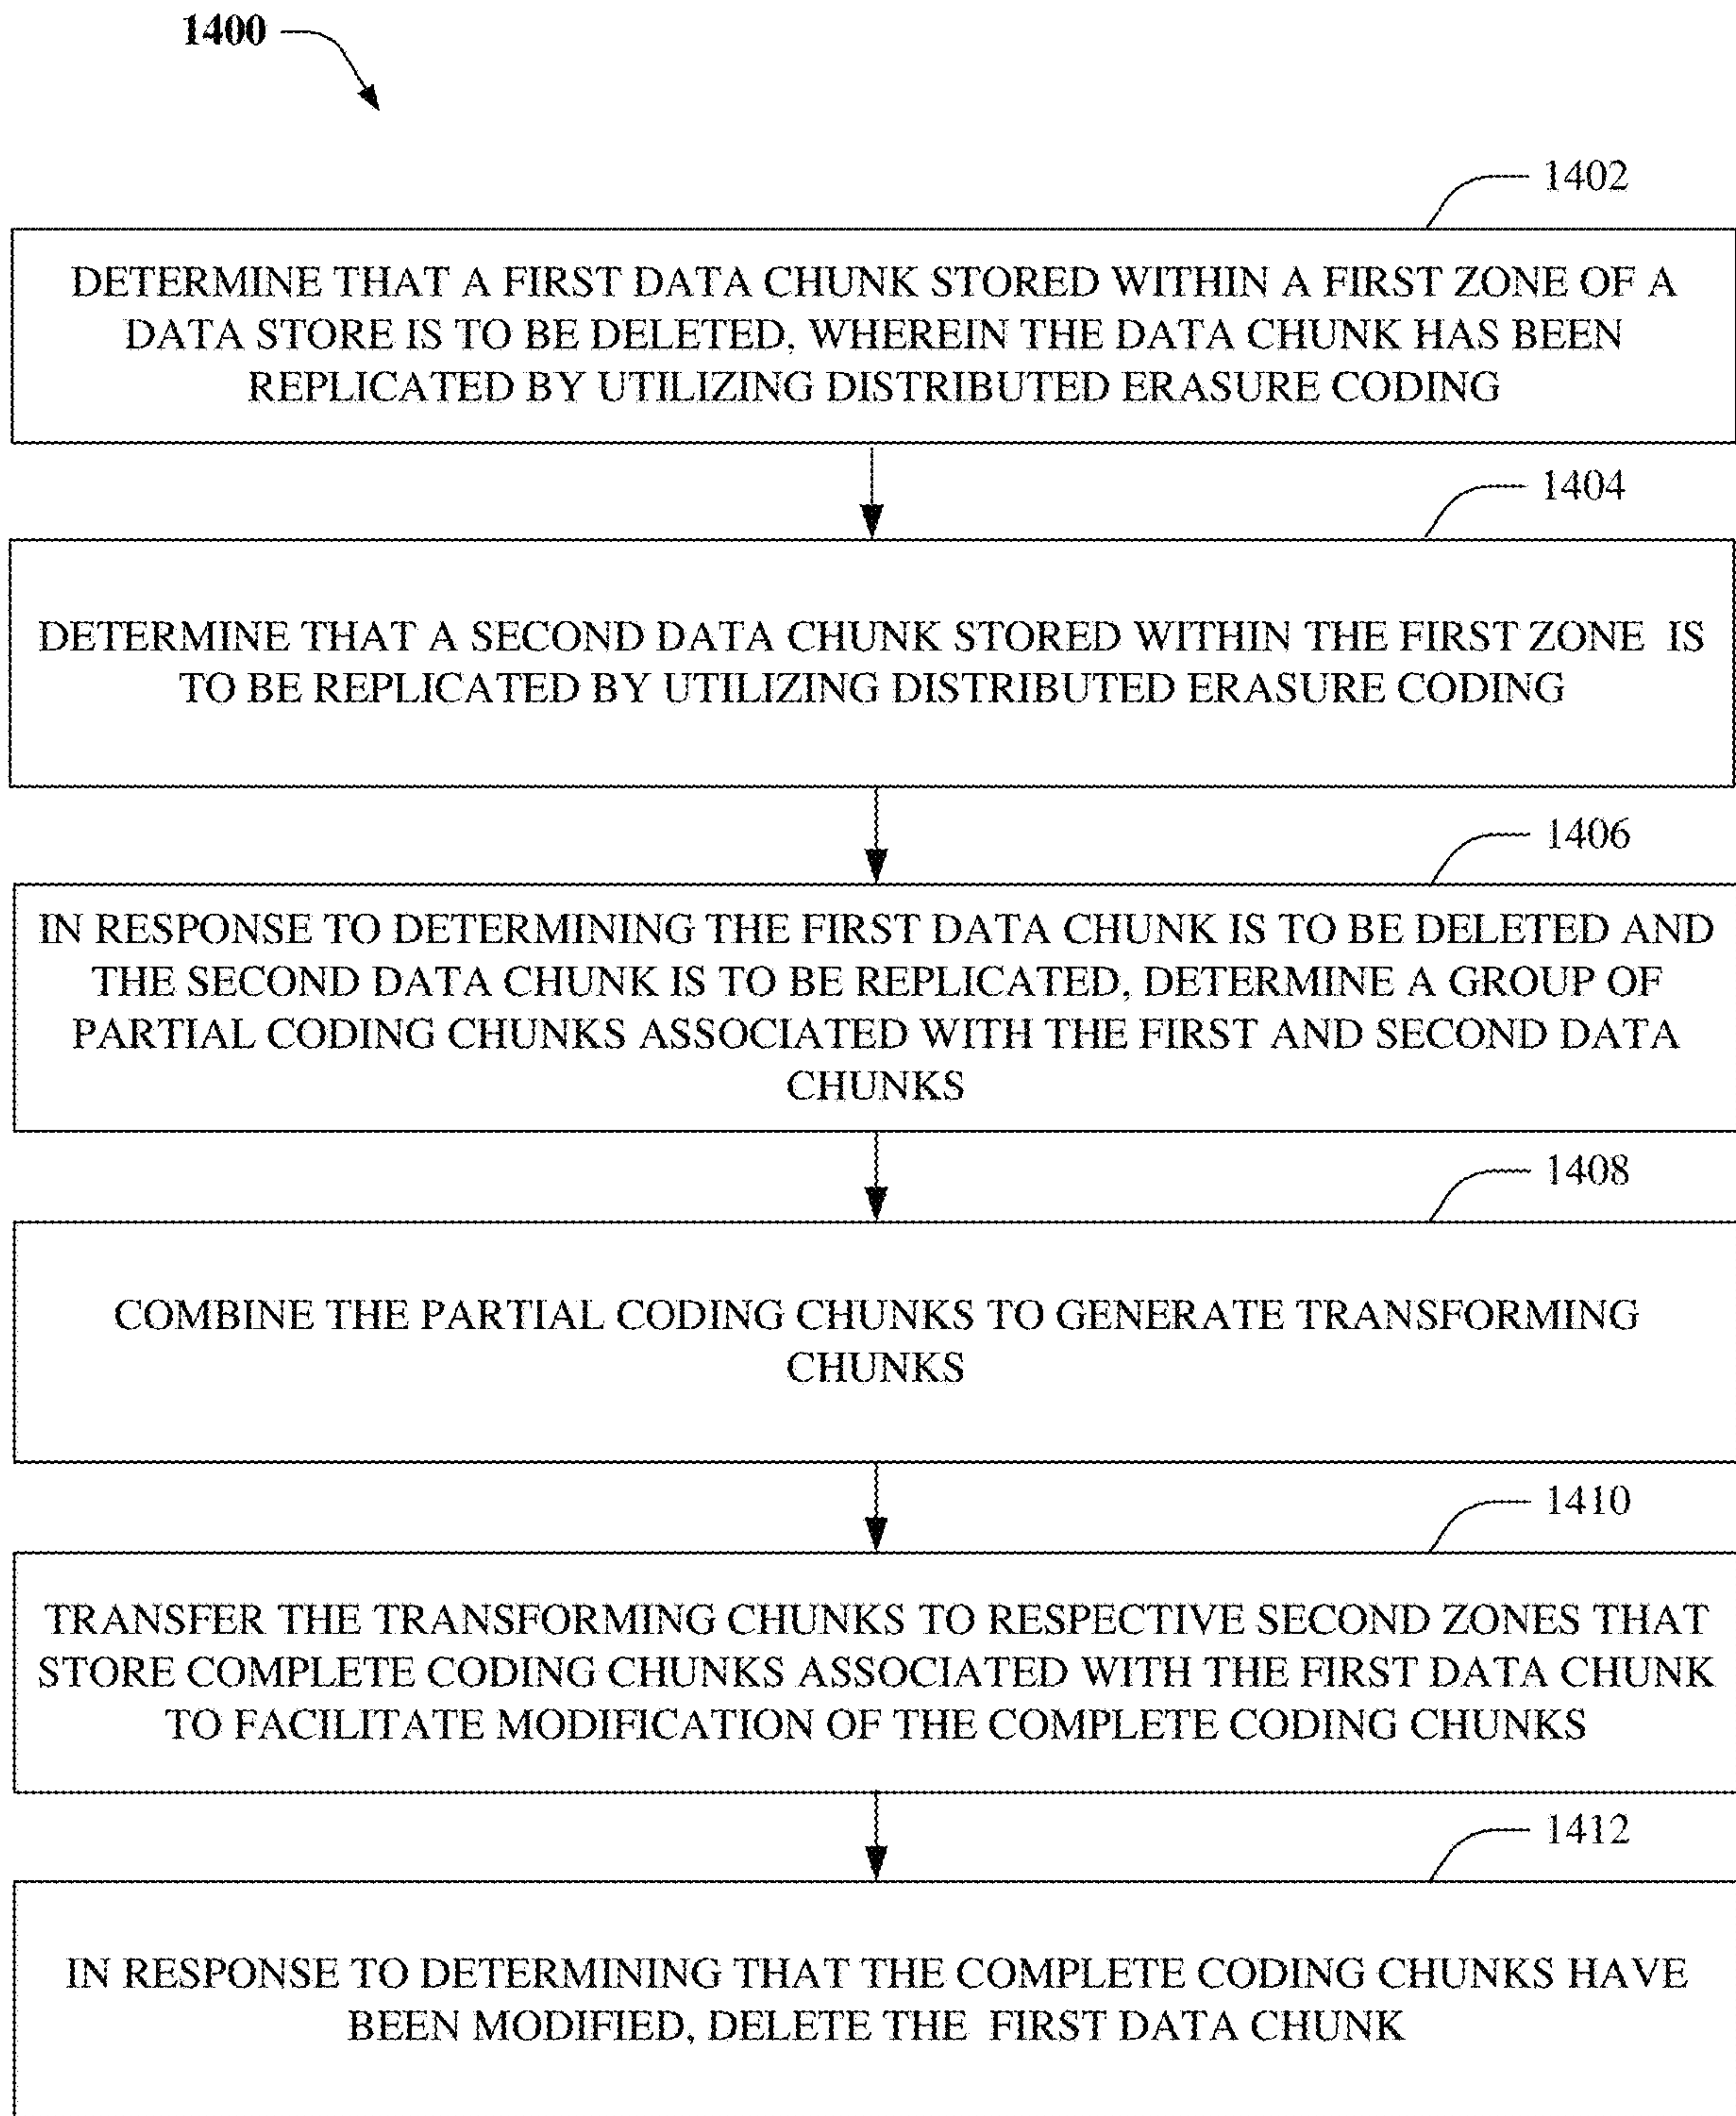 1400
1402
DETERMINE THAT A FIRST DATA CHUNK STORED WITHIN A FIRST ZONE OF A
DATA STORE IS TO BE DELETED, WHEREIN THE DATA CHUNK HAS BEEN
REPLICATED BY UTILIZING DISTRIBUTED ERASURE CODING
1404
DETERMINE THAT A SECOND DATA CHUNK STORED WITHIN THE FIRST ZONE IS
TO BE REPLICATED BY UTILIZING DISTRIBUTED ERASURE CODING
1406
IN RESPONSE TO DETERMINING THE FIRST DATA CHUNK IS TO BE DELETED AND
THE SECOND DATA CHUNK IS TO BE REPLICATED, DETERMINE A GROUP OF
PARTIAL CODING CHUNKS ASSOCIATED WITH THE FIRST AND SECOND DATA
CHUNKS
1408
COMBINE THE PARTIAL CODING CHUNKS TO GENERATE TRANSFORMING
CHUNKS
1410
TRANSFER THE TRANSFORMING CHUNKS TO RESPECTIVE SECOND ZONES THAT
STORE COMPLETE CODING CHUNKS ASSOCIATED WITH THE FIRST DATA CHUNK
TO FACILITATE MODIFICATION OF THE COMPLETE CODING CHUNKS
1412
IN RESPONSE TO DETERMINING THAT THE COMPLETE CODING CHUNKS HAVE
BEEN MODIFIED, DELETE THE FIRST DATA CHUNK